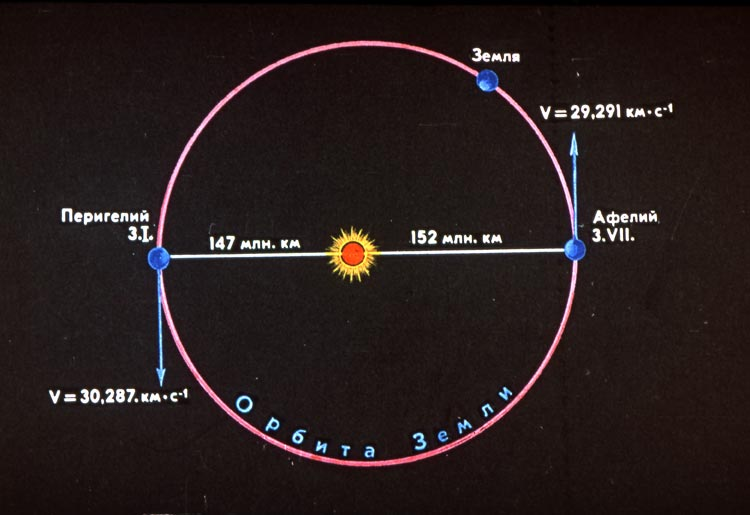 Земля
V = 29,291 км·с⁻¹
Перигелий
3.I.
147 млн. км
152 млн. км
Афелий
3.VII.
V = 30,287. км·с⁻¹
Орбита Земли